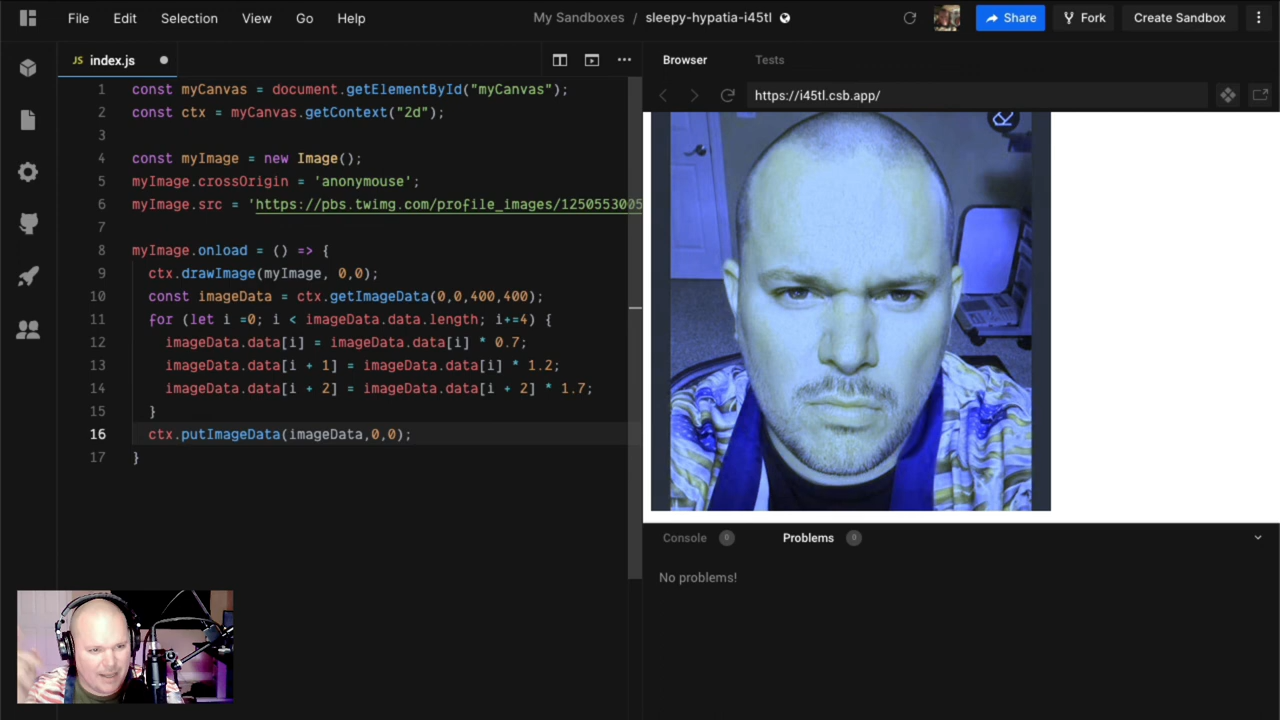 File Edit Selection View Go Help My Sandboxes / sleepy-hypatia-i45tl Share Fork Create Sandbox
JS index.js Browser Tests
https://i45tl.csb.app/
1 const myCanvas = document.getElementById("myCanvas");
2 const ctx = myCanvas.getContext("2d");
3
4 const myImage = new Image();
5 myImage.crossOrigin = 'anonymouse';
6 myImage.src = 'https://pbs.twimg.com/profile_images/1250553005
7
8 myImage.onload = () => {
9 ctx.drawImage(myImage, 0,0);
10 const imageData = ctx.getImageData(0,0,400,400);
11 for (let i =0; i < imageData.data.length; i+=4) {
12 imageData.data[i] = imageData.data[i] * 0.7;
13 imageData.data[i + 1] = imageData.data[i] * 1.2;
14 imageData.data[i + 2] = imageData.data[i + 2] * 1.7;
15 }
16 ctx.putImageData(imageData,0,0);
17 }
Console 0 Problems 0
No problems!